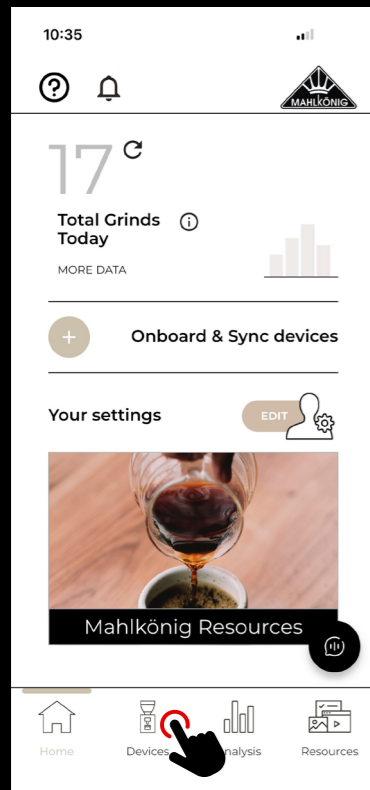 10:35
MAHLKÖNIG
17
Total Grinds
Today
MORE DATA
Onboard & Sync devices
Your settings
EDIT
Mahlkönig Resources
Home
Devices
nalysis
Resources